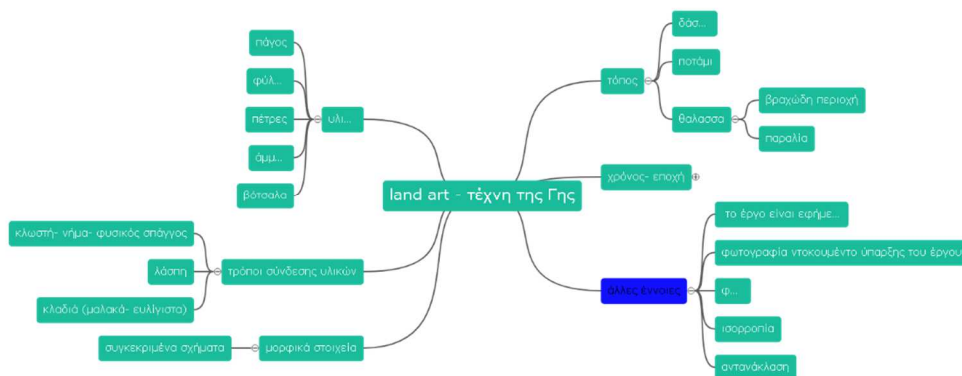 land art - τέχνη της Γης
υλι...
πάγος
φύλ...
πέτρες
άμμ...
βότσαλα
τρόποι σύνδεσης υλικών
κλωστή- νήμα- φυσικός σπάγγος
λάσπη
κλαδιά (μαλακά- ευλίγιστα)
μορφικά στοιχεία
συγκεκριμένα σχήματα
τόπος
δάσ...
ποτάμι
θαλασσα
βραχώδη περιοχή
παραλία
χρόνος- εποχή
άλλες έννοιες
το έργο είναι εφήμε...
φωτογραφία ντοκουμέντο ύπαρξης του έργου
φ...
ισορροπία
αντανάκλαση